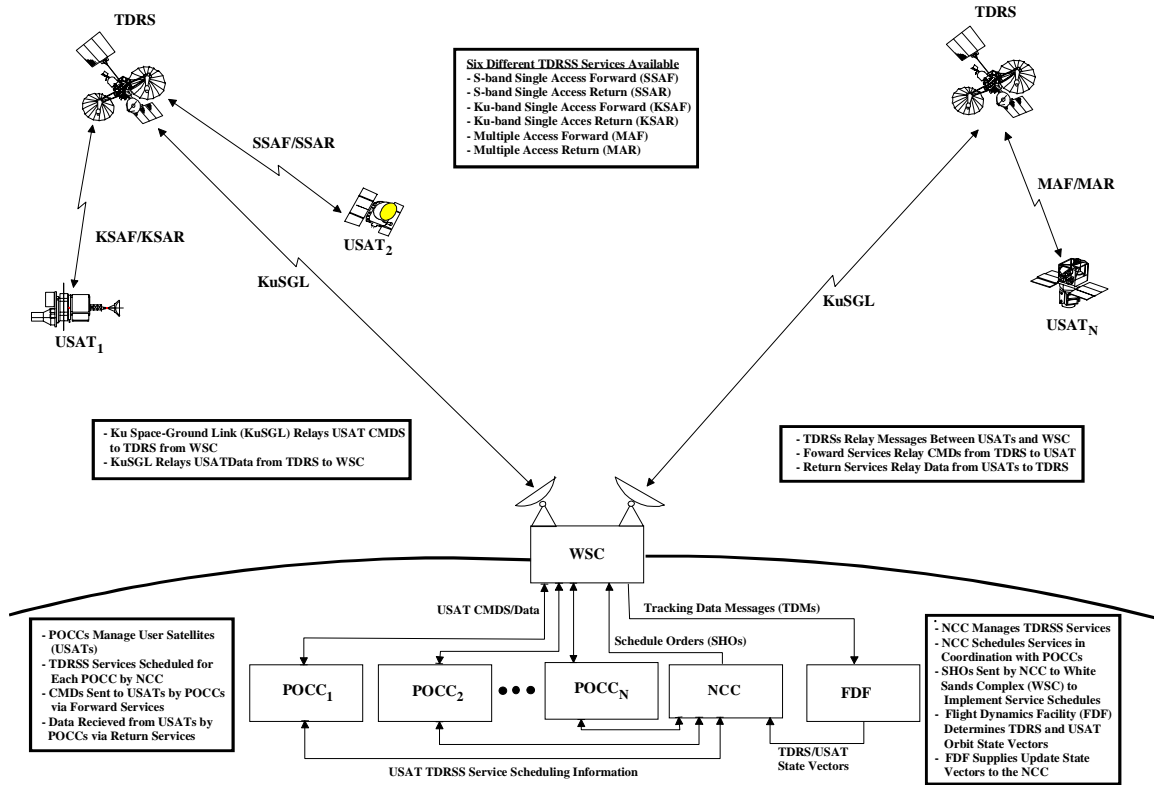 TDRS
TDRS
Six Different TDRSS Services Available
- S-band Single Access Forward (SSAF)
- S-band Single Access Return (SSAR)
- Ku-band Single Access Forward (KSAF)
- Ku-band Single Acces Return (KSAR)
- Multiple Access Forward (MAF)
- Multiple Access Return (MAR)
SSAF/SSAR
MAF/MAR
USAT2
KSAF/KSAR
KuSGL
KuSGL
USAT1
USATN
- Ku Space-Ground Link (KuSGL) Relays USAT CMDS
to TDRS from WSC
- KuSGL Relays USATData from TDRS to WSC
- TDRSs Relay Messages Between USATs and WSC
- Foward Services Relay CMDs from TDRS to USAT
- Return Services Relay Data from USATs to TDRS
WSC
USAT CMDS/Data
Tracking Data Messages (TDMs)
Schedule Orders (SHOs)
- POCCs Manage User Satellites
(USATs)
- TDRSS Services Scheduled for
Each POCC by NCC
- CMDs Sent to USATs by POCCs
via Forward Services
- Data Recieved from USATs by
POCCs via Return Services
POCC1
POCC2
•••
POCCN
NCC
FDF
.
- NCC Manages TDRSS Services
- NCC Schedules Services in
Coordination with POCCs
- SHOs Sent by NCC to White
Sands Complex (WSC) to
Implement Service Schedules
- Flight Dynamics Facility (FDF)
Determines TDRS and USAT
Orbit State Vectors
- FDF Supplies Update State
Vectors to the NCC
TDRS/USAT
State Vectors
USAT TDRSS Service Scheduling Information